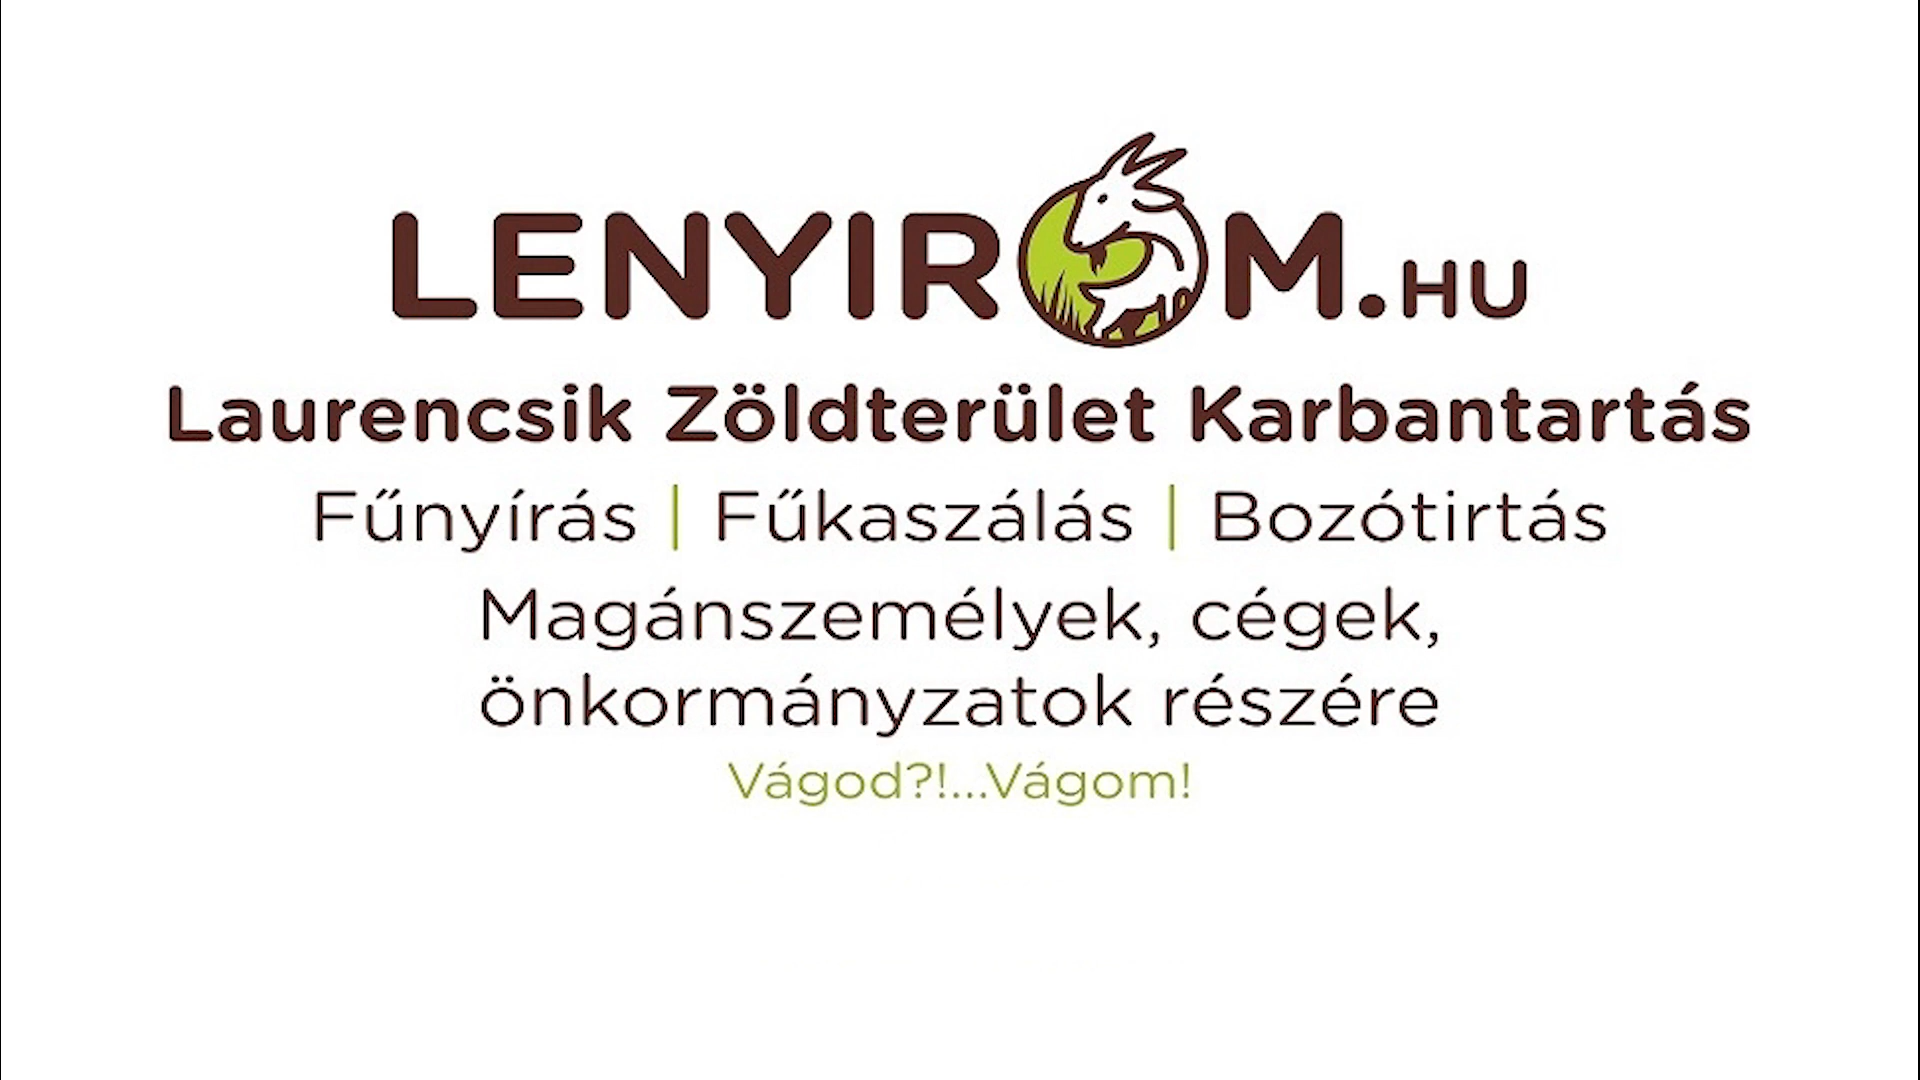 LENYIROM.HU
Laurencsik Zöldterület Karbantartás
Fűnyírás | Fűkaszálás | Bozótirtás
Magánszemélyek, cégek,
önkormányzatok részére
Vágod?!...Vágom!